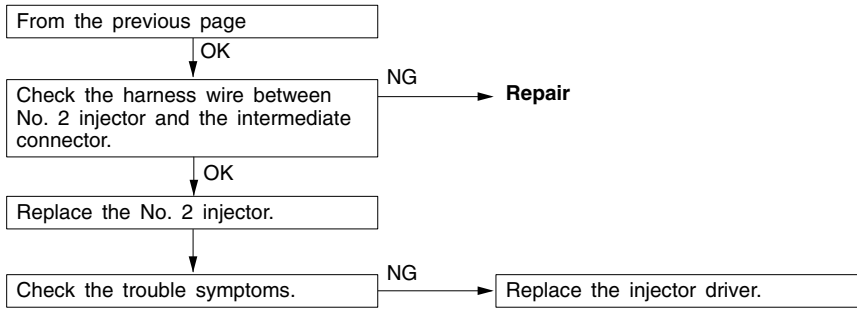 From the previous page
OK
Check the harness wire between
No. 2 injector and the intermediate
connector.
NG
Repair
OK
Replace the No. 2 injector.
Check the trouble symptoms.
NG
Replace the injector driver.